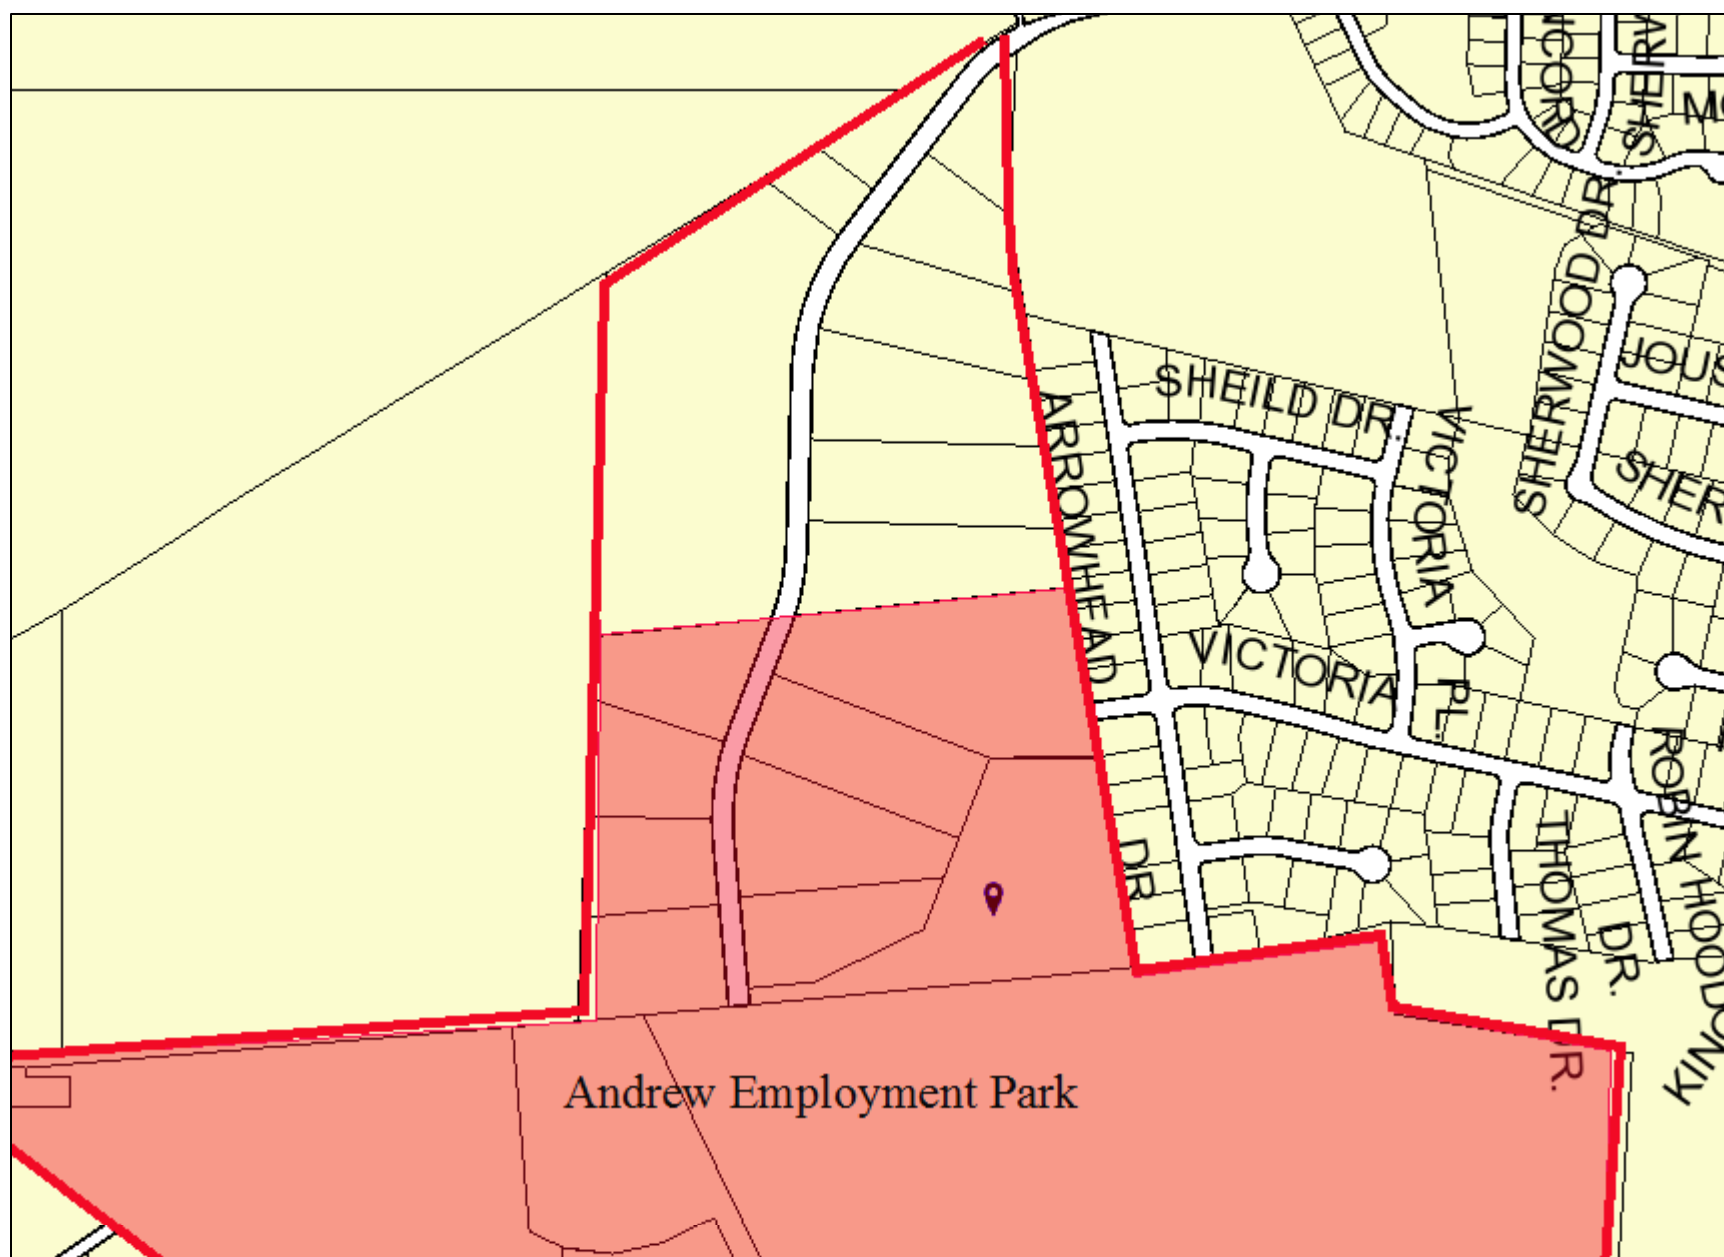 SHERWOOD DR.
SHEILD DR.
ARROWHEAD
DR
VICTORIA
PL.
VICTORIA
THOMAS DR.
DR.
ROBIN HOOD
Andrew Employment Park